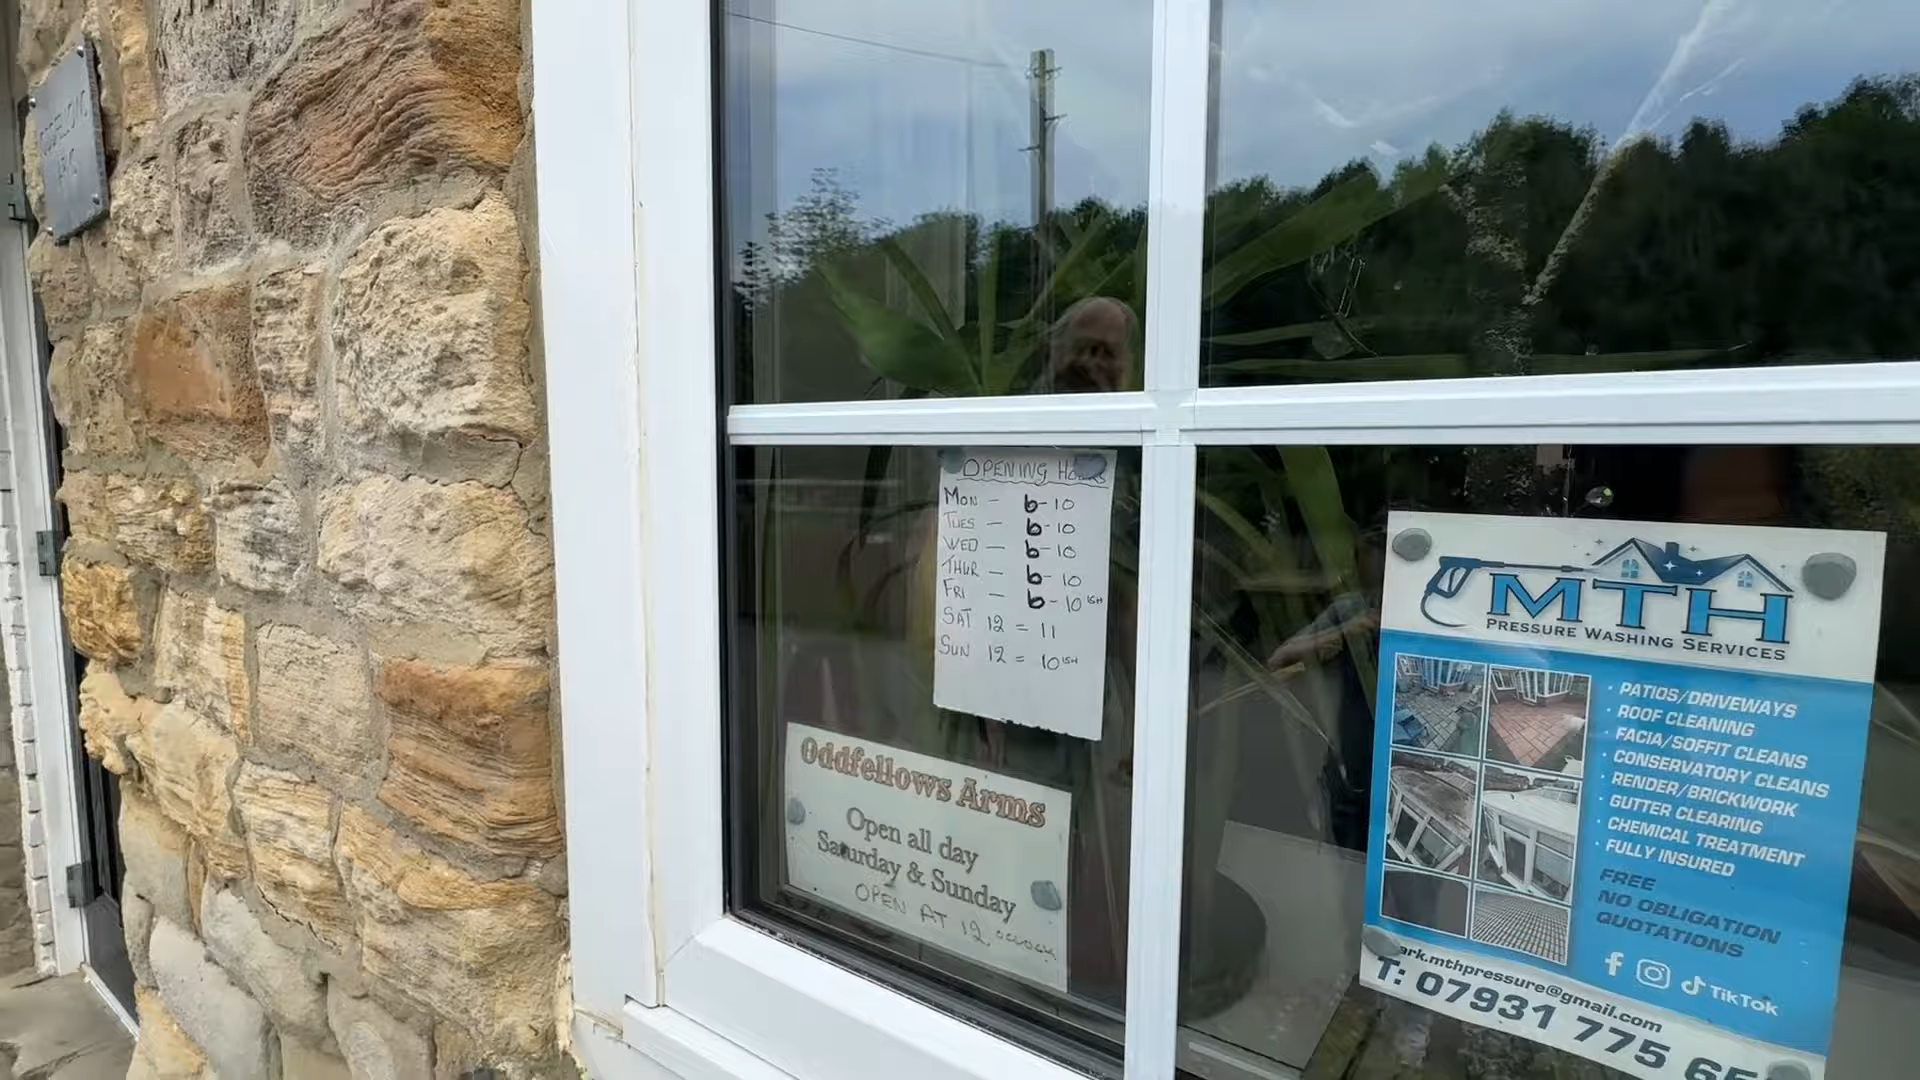 OPENING HOURS
MON - 6-10
TUES - 6-10
WED - 6-10
THUR - 6-10
FRI - 6-10ISH
SAT 12 = 11
SUN 12 = 10ISH
Oddfellows Arms
Open all day
Saturday & Sunday
OPEN AT 12 OCLOCK
MTH
PRESSURE WASHING SERVICES
· PATIOS/DRIVEWAYS
· ROOF CLEANING
· FACIA/SOFFIT CLEANS
· CONSERVATORY CLEANS
· RENDER/BRICKWORK
· GUTTER CLEARING
· CHEMICAL TREATMENT
· FULLY INSURED
FREE
NO OBLIGATION
QUOTATIONS
TikTok
ark.mthpressure@gmail.com
T: 07931 775 65